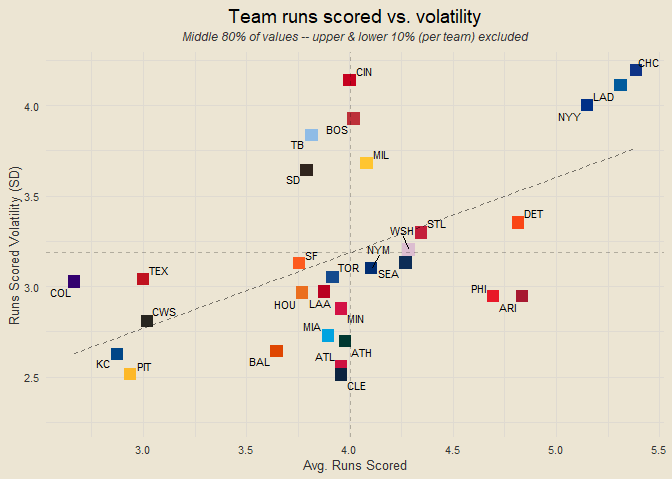 Team runs scored vs. volatility
Middle 80% of values -- upper & lower 10% (per team) excluded
Runs Scored Volatility (SD)
4.0
3.5
3.0
2.5
CHC
CIN
LAD
NYY
BOS
TB
MIL
SD
DET
STL
WSH
NYM
SF
TOR
SEA
TEX
COL
PHI
ARI
HOU
LAA
MIN
CWS
MIA
ATH
BAL
ATL
KC
PIT
CLE
3.0
3.5
4.0
4.5
5.0
5.5
Avg. Runs Scored